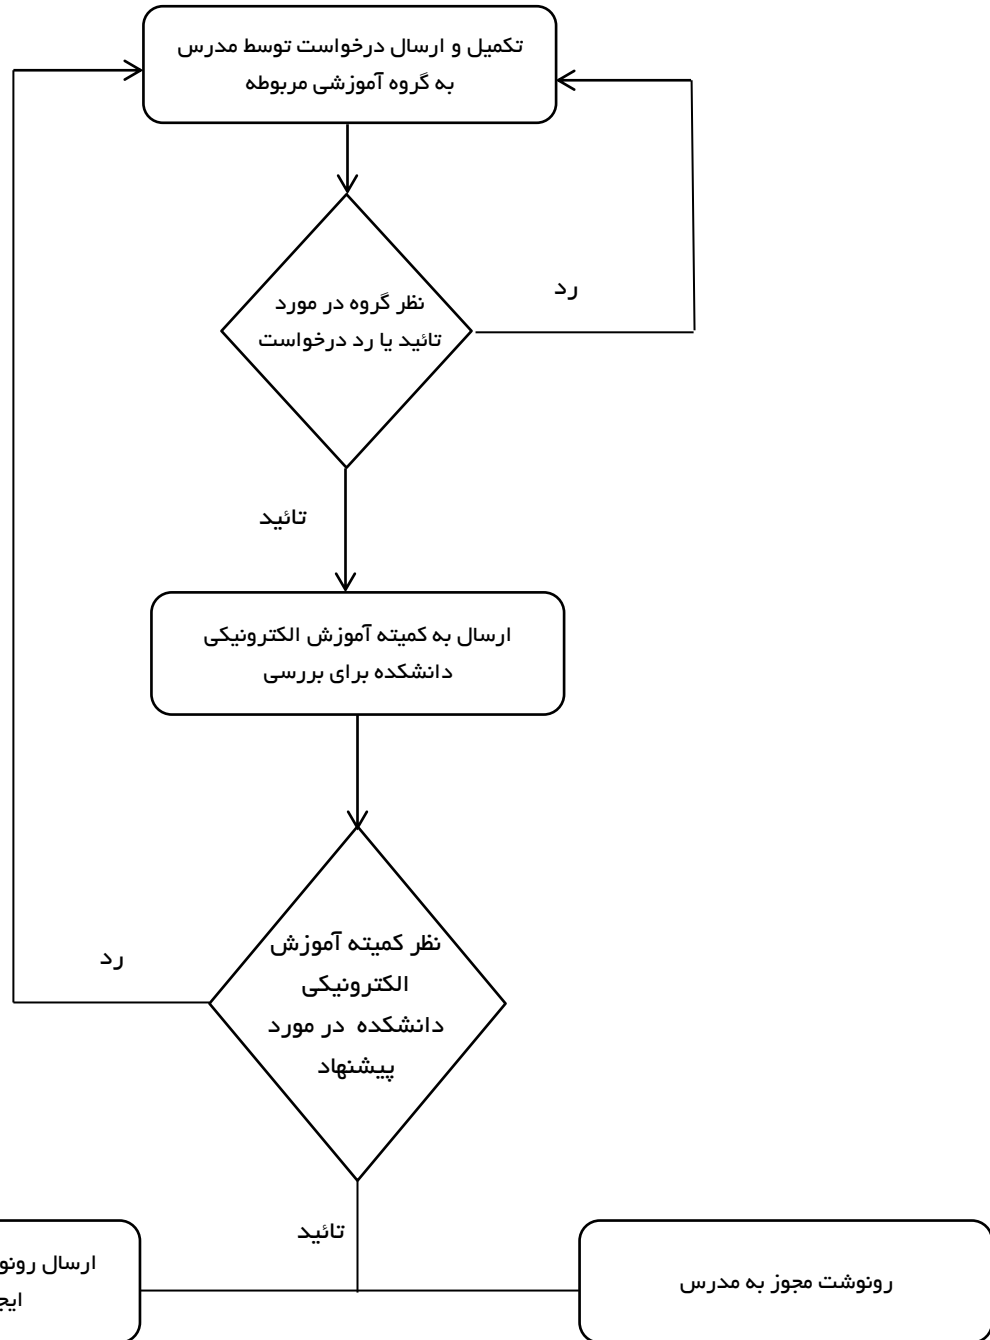 تکمیل و ارسال درخواست توسط مدرس
به گروه آموزشی مربوطه
رد
نظر گروه در مورد
تائید یا رد درخواست
تائید
ارسال به کمیته آموزش الکترونیکی
دانشکده برای بررسی
نظر کمیته آموزش
الکترونیکی
دانشکده در مورد
پیشنهاد
رد
تائید
رونوشت مجوز به مدرس
ارسال